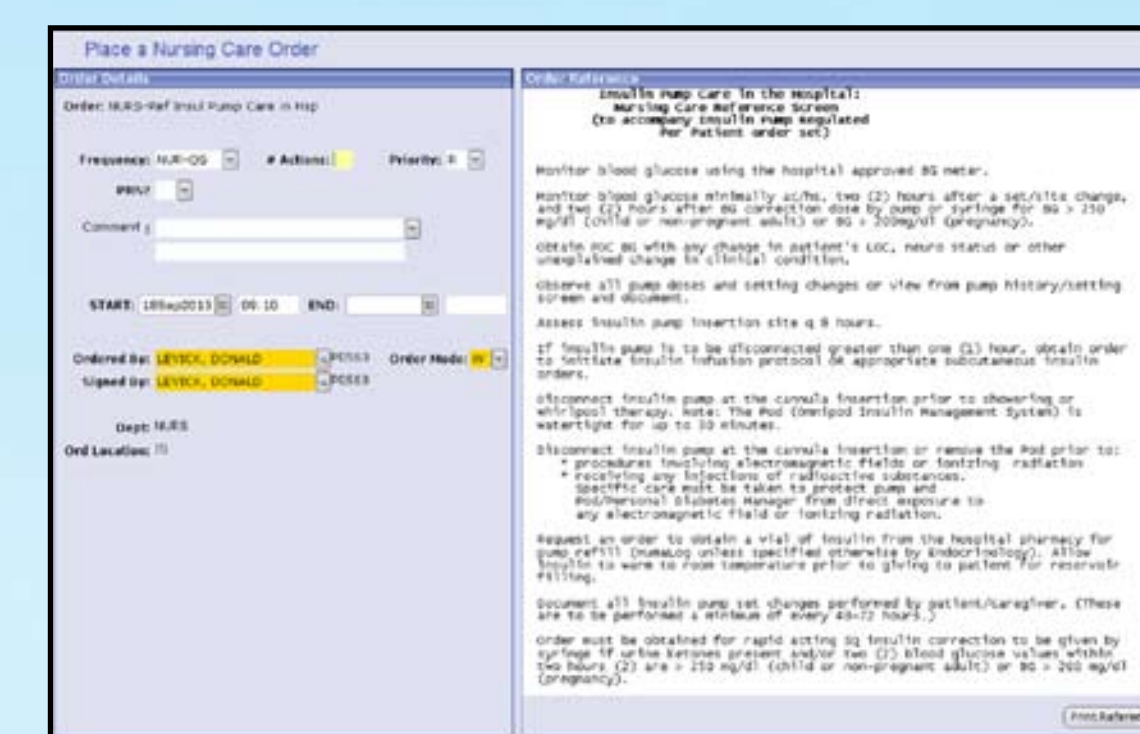 Place a Nursing Care Order
Order Details
Order: NURS-Ref Insul Pump Care in Hsp
Frequency: NUR-QS # Actions: Priority: R
PRN?
Comment :
START: 18Sep2013 09:10 END:
Ordered By: LEVICK, DONALD Order Mode:
Signed By: LEVICK, DONALD
Dept: NURS
Ord Location:
Order Reference
Insulin Pump Care in the Hospital:
Nursing Care Reference Screen
(to accompany Insulin Pump Regulated
Per Patient order set)
Monitor blood glucose using the hospital approved BG meter.
Monitor blood glucose minimally ac/hs, two (2) hours after a set/site change,
and two (2) hours after BG correction dose by pump or syringe for BG > 250
mg/dl (child or non-pregnant adult) or BG > 200mg/dl (pregnancy).
Obtain POC BG with any change in patient's LOC, neuro status or other
unexplained change in clinical condition.
Observe all pump doses and setting changes or view from pump history/setting
screen and document.
Assess insulin pump insertion site q 8 hours.
If insulin pump is to be disconnected greater than one (1) hour, obtain order
to initiate insulin infusion protocol OR appropriate subcutaneous insulin
orders.
Disconnect insulin pump at the cannula insertion prior to showering or
whirlpool therapy. Note: The Pod (Omnipod Insulin Management System) is
watertight for up to 30 minutes.
Disconnect insulin pump at the cannula insertion or remove the Pod prior to:
* procedures involving electromagnetic fields or ionizing radiation
* receiving any injections of radioactive substances.
Specific care must be taken to protect pump and
Pod/Personal Diabetes Manager from direct exposure to
any electromagnetic field or ionizing radiation.
Request an order to obtain a vial of insulin from the hospital pharmacy for
pump refill (HumaLog unless specified otherwise by Endocrinology). Allow
insulin to warm to room temperature prior to giving to patient for reservoir
filling.
Document all insulin pump set changes performed by patient/caregiver. (These
are to be performed a minimum of every 48-72 hours.)
Order must be obtained for rapid acting SQ insulin correction to be given by
syringe if urine ketones present and/or two (2) blood glucose values within
two hours (2) are > 250 mg/dl (child or non-pregnant adult) or BG > 200 mg/dl
(pregnancy).
Print Referen